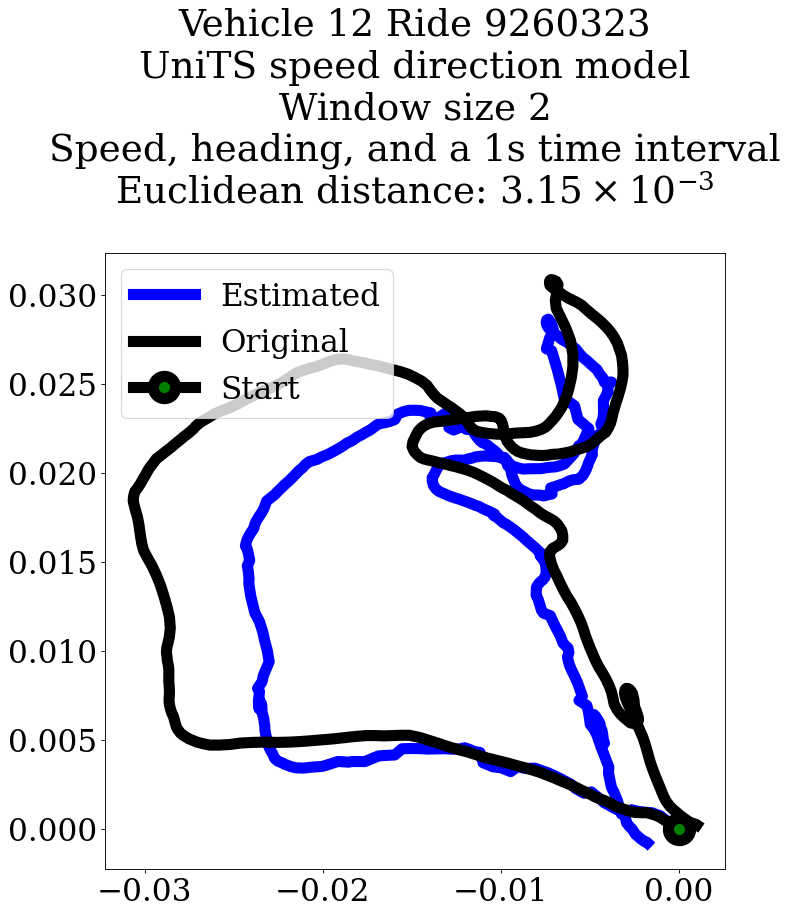 Vehicle 12 Ride 9260323
UniTS speed direction model
Window size 2
Speed, heading, and a 1s time interval
Euclidean distance: 3.15 × 10⁻³
Estimated
Original
Start
0.030
0.025
0.020
0.015
0.010
0.005
0.000
−0.03 −0.02 −0.01 0.00